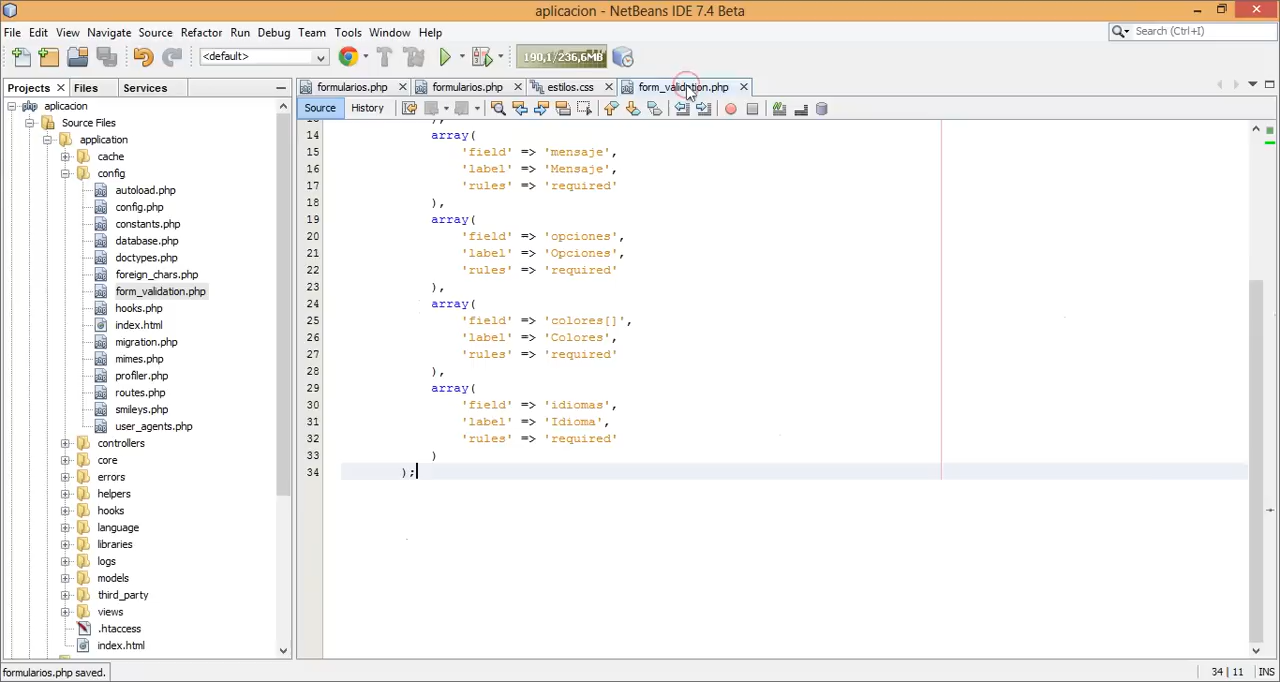 aplicacion - NetBeans IDE 7.4 Beta
File Edit View Navigate Source Refactor Run Debug Team Tools Window Help
Search (Ctrl+I)
<default>
190,1/236,6MB
Projects Files Services
formularios.php formularios.php estilos.css form_validation.php
Source History
aplicacion
Source Files
application
cache
config
autoload.php
config.php
constants.php
database.php
doctypes.php
foreign_chars.php
form_validation.php
hooks.php
index.html
migration.php
mimes.php
profiler.php
routes.php
smileys.php
user_agents.php
controllers
core
errors
helpers
hooks
language
libraries
logs
models
third_party
views
.htaccess
index.html
13 ),
14 array(
15 'field' => 'mensaje',
16 'label' => 'Mensaje',
17 'rules' => 'required'
18 ),
19 array(
20 'field' => 'opciones',
21 'label' => 'Opciones',
22 'rules' => 'required'
23 ),
24 array(
25 'field' => 'colores[]',
26 'label' => 'Colores',
27 'rules' => 'required'
28 ),
29 array(
30 'field' => 'idiomas',
31 'label' => 'Idioma',
32 'rules' => 'required'
33 )
34 );
formularios.php saved.
34 | 11 INS